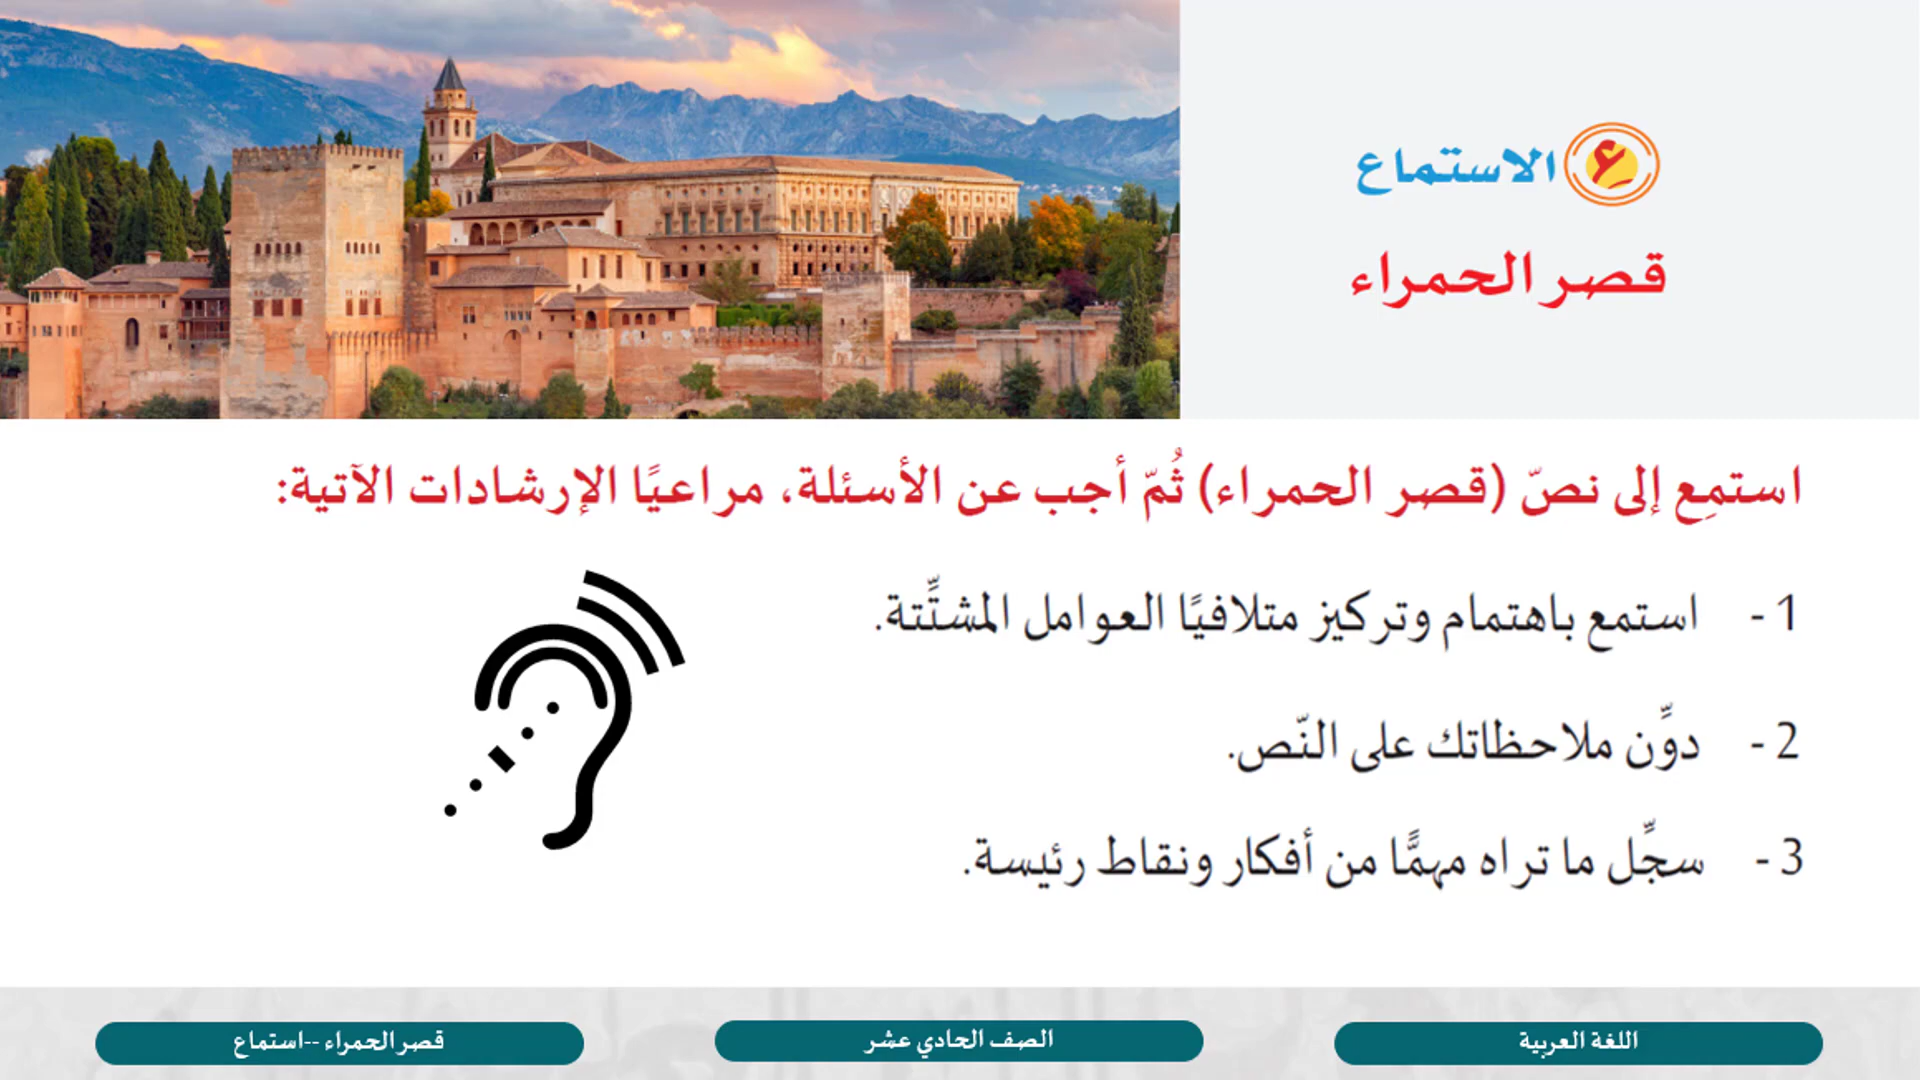 ٤ الاستماع
قصر الحمراء
استمِع إلى نصّ (قصر الحمراء) ثُمّ أجب عن الأسئلة، مراعيًا الإرشادات الآتية:
1 - استمع باهتمام وتركيز متلافيًا العوامل المشتِّتة.
2 - دوِّن ملاحظاتك على النّص.
3 - سجِّل ما تراه مهمًّا من أفكار ونقاط رئيسة.
اللغة العربية
الصف الحادي عشر
قصر الحمراء --استماع